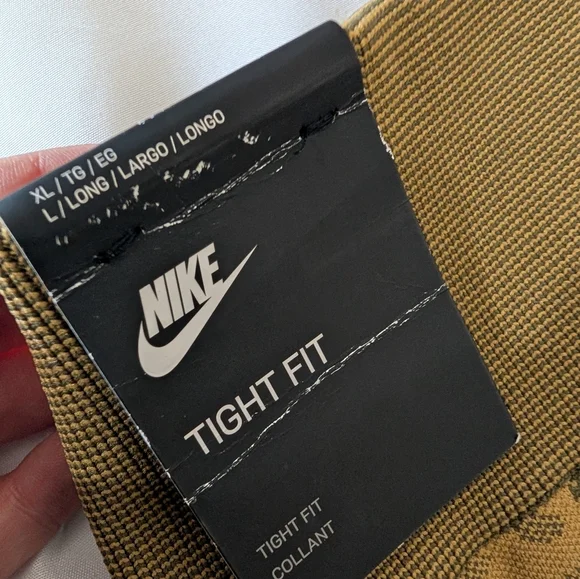 XL / TG / EG
L / LONG / LARGO / LONGO
NIKE
TIGHT FIT
TIGHT FIT
COLLANT